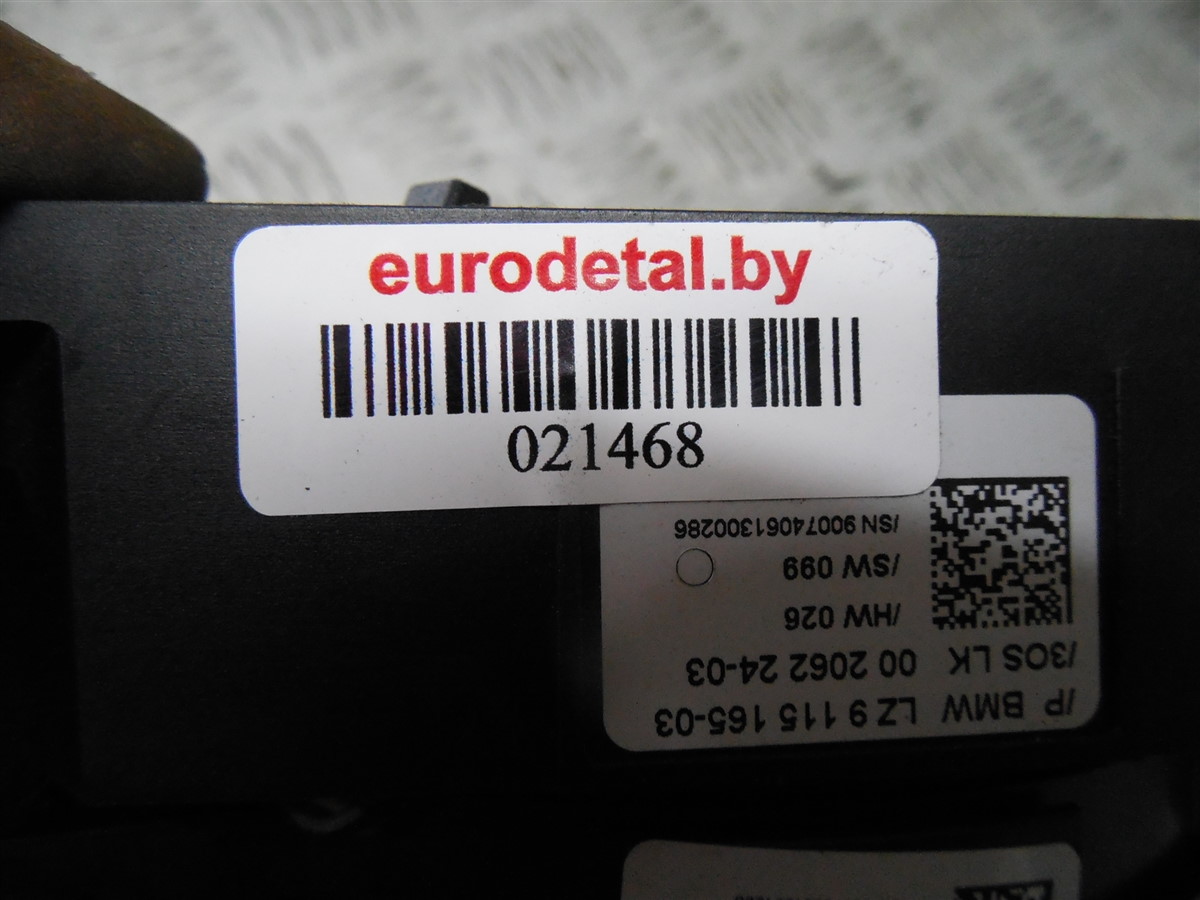 eurodetal.by
021468
/P BMW LZ 9 115 165-03
/3OS LK 00 2062 24-03
/HW 026
/SW 099
/SN 90074061300286